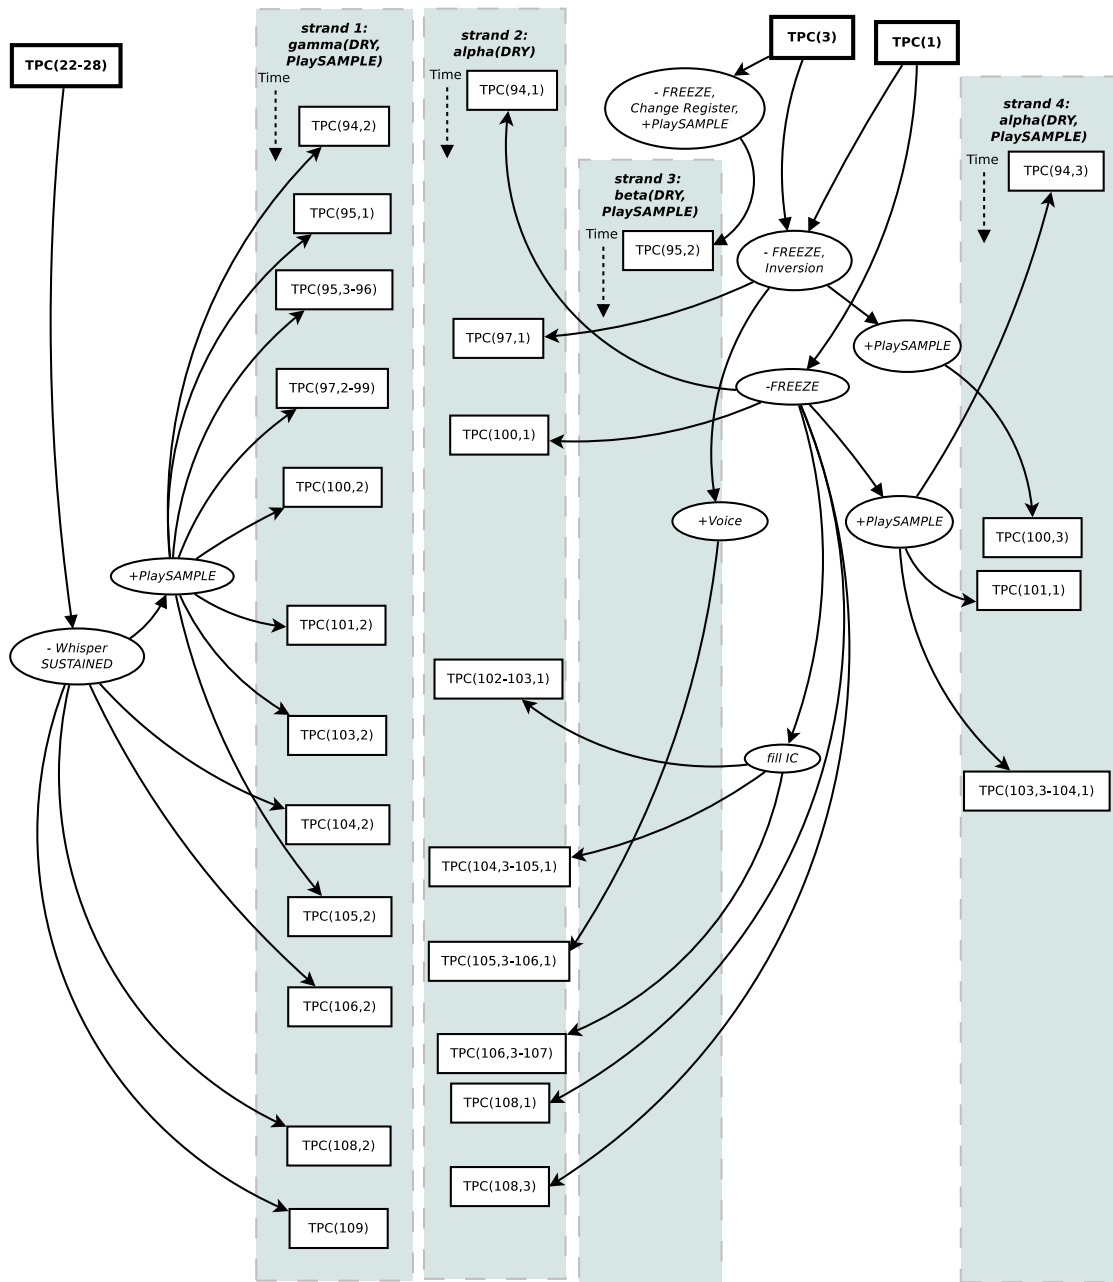 TPC(22-28)
strand 1:
gamma(DRY,
PlaySAMPLE)
Time
TPC(94,2)
TPC(95,1)
TPC(95,3-96)
TPC(97,2-99)
TPC(100,2)
+PlaySAMPLE
TPC(101,2)
- Whisper
SUSTAINED
TPC(103,2)
TPC(104,2)
TPC(105,2)
TPC(106,2)
TPC(108,2)
TPC(109)
strand 2:
alpha(DRY)
Time
TPC(94,1)
TPC(97,1)
TPC(100,1)
TPC(102-103,1)
TPC(104,3-105,1)
TPC(105,3-106,1)
TPC(106,3-107)
TPC(108,1)
TPC(108,3)
TPC(3)
TPC(1)
- FREEZE,
Change Register,
+PlaySAMPLE
strand 3:
beta(DRY,
PlaySAMPLE)
Time
TPC(95,2)
- FREEZE,
Inversion
+PlaySAMPLE
-FREEZE
+Voice
+PlaySAMPLE
fill IC
strand 4:
alpha(DRY,
PlaySAMPLE)
Time
TPC(94,3)
TPC(100,3)
TPC(101,1)
TPC(103,3-104,1)